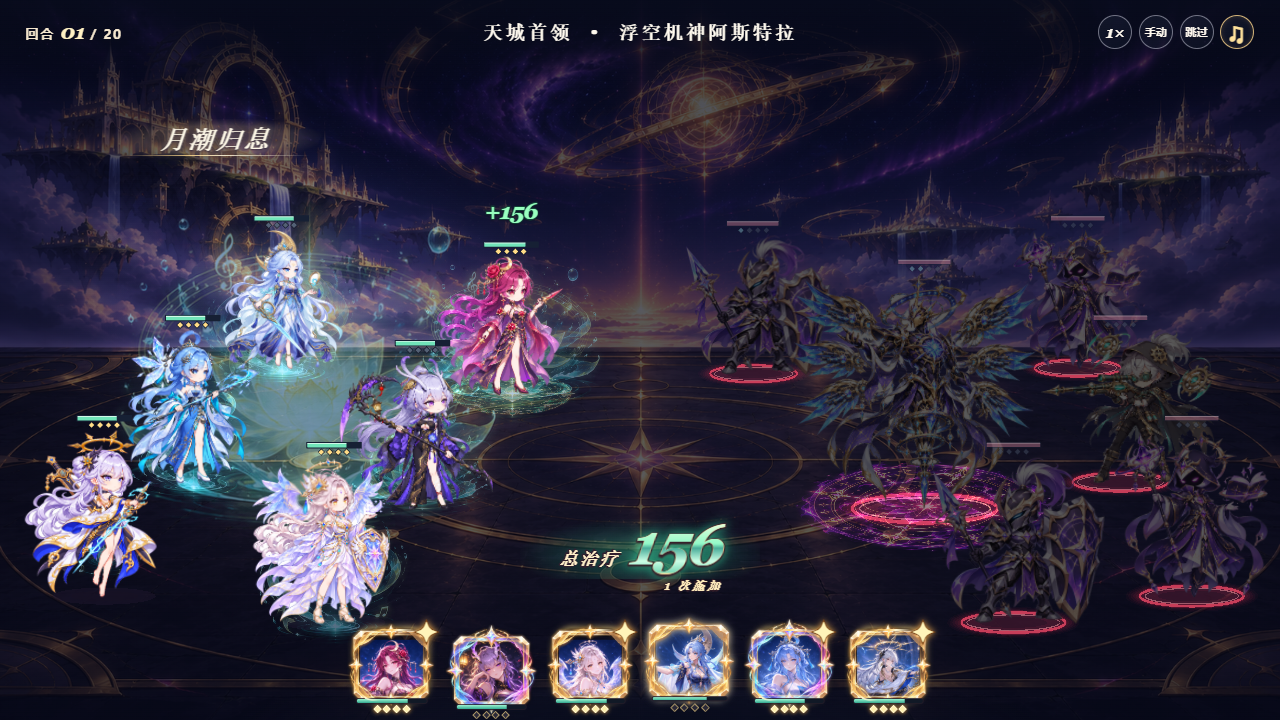 回合 01 / 20
天城首领 · 浮空机神阿斯特拉
1×
手动
跳过
月潮归息
+156
总治疗 156
1 次施加